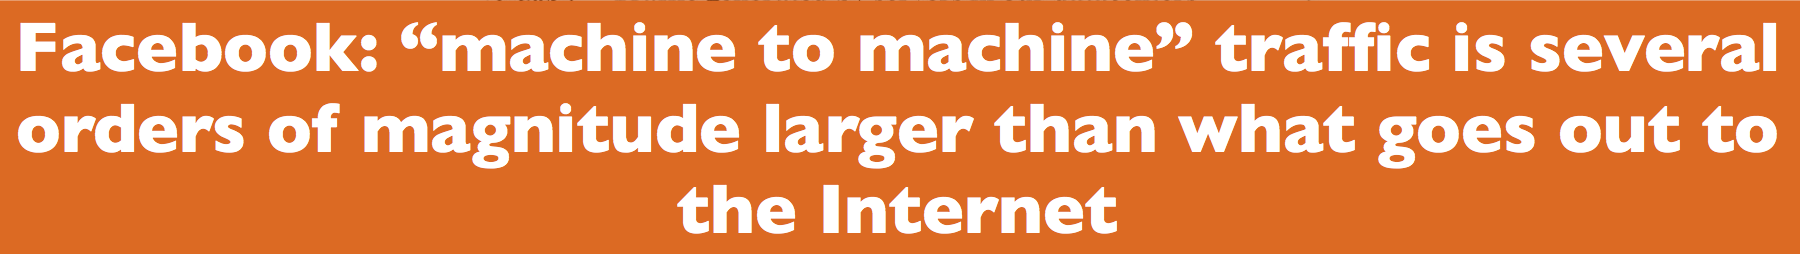 Facebook: “machine to machine” traffic is several
orders of magnitude larger than what goes out to
the Internet